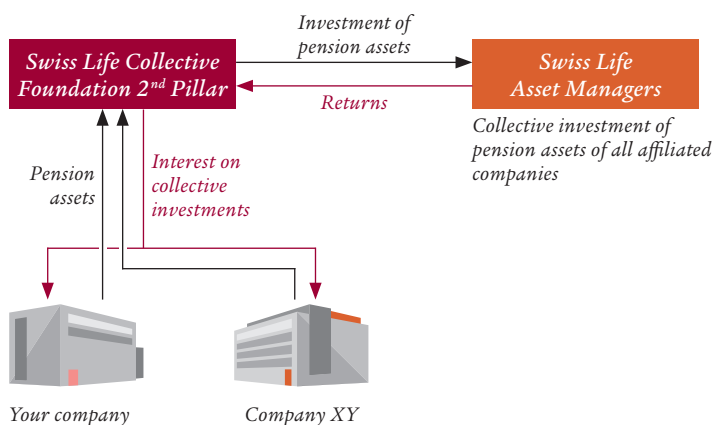 Investment of
pension assets
Swiss Life Collective
Foundation 2nd Pillar
Swiss Life
Asset Managers
Returns
Collective investment of
pension assets of all affiliated
companies
Pension
assets
Interest on
collective
investments
Your company
Company XY